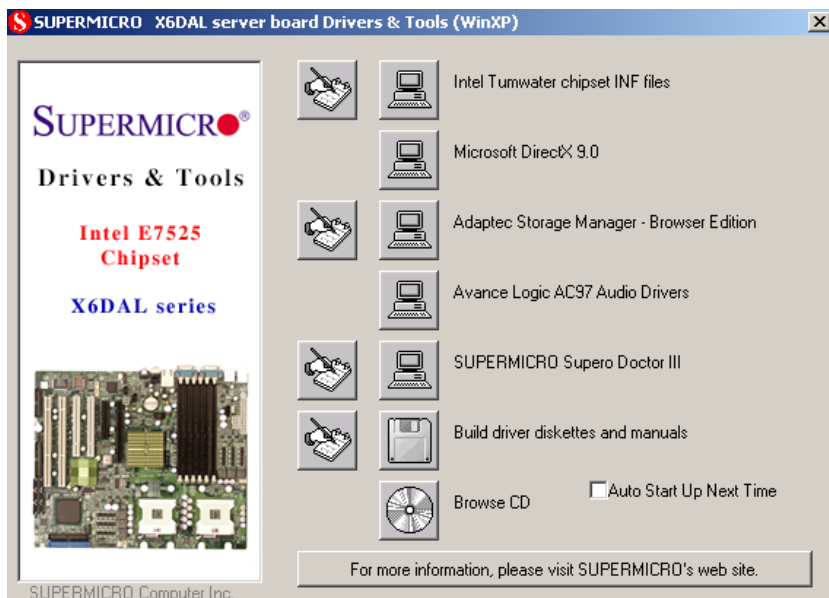 SUPERMICRO X6DAL server board Drivers & Tools (WinXP)
SUPERMICRO®
Drivers & Tools
Intel E7525
Chipset
X6DAL series
SUPERMICRO Computer Inc.
Intel Tumwater chipset INF files
Microsoft DirectX 9.0
Adaptec Storage Manager - Browser Edition
Avance Logic AC97 Audio Drivers
SUPERMICRO Supero Doctor III
Build driver diskettes and manuals
Browse CD
Auto Start Up Next Time
For more information, please visit SUPERMICRO's web site.